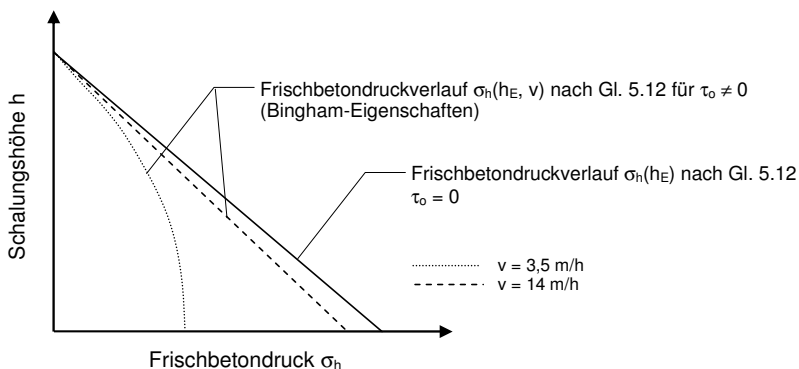 Schalungshöhe h
Frischbetondruckverlauf σh(hE, v) nach Gl. 5.12 für τo ≠ 0
(Bingham-Eigenschaften)
Frischbetondruckverlauf σh(hE) nach Gl. 5.12
τo = 0
v = 3,5 m/h
v = 14 m/h
Frischbetondruck σh